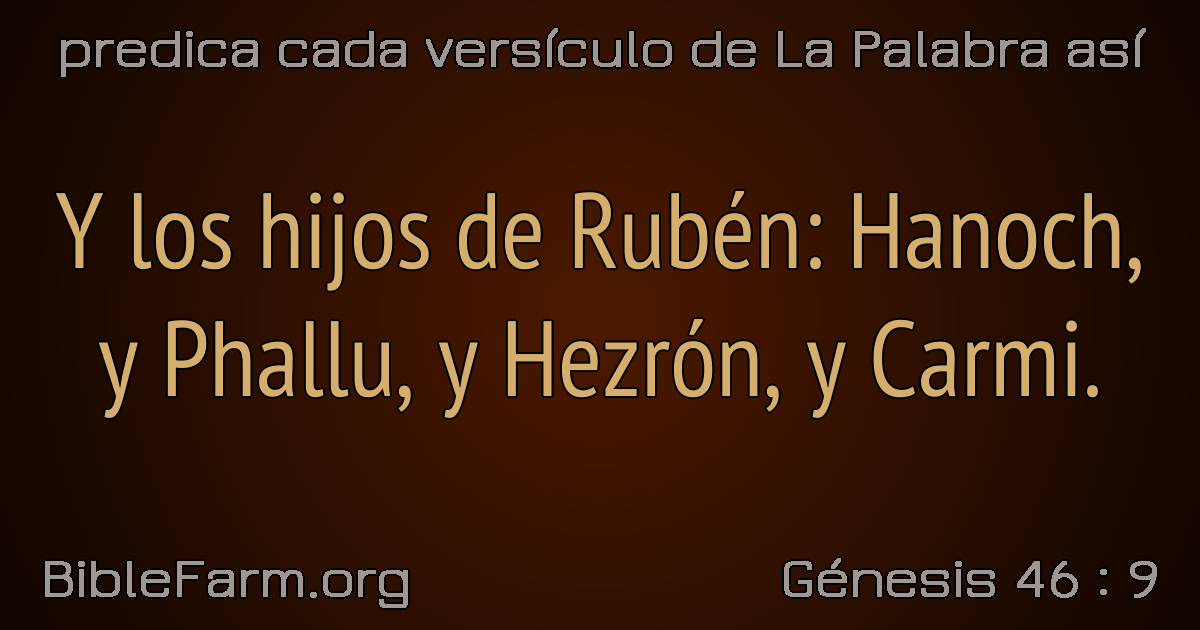 predica cada versículo de La Palabra así
Y los hijos de Rubén: Hanoch,
y Phallu, y Hezrón, y Carmi.
BibleFarm.org
Génesis 46 : 9